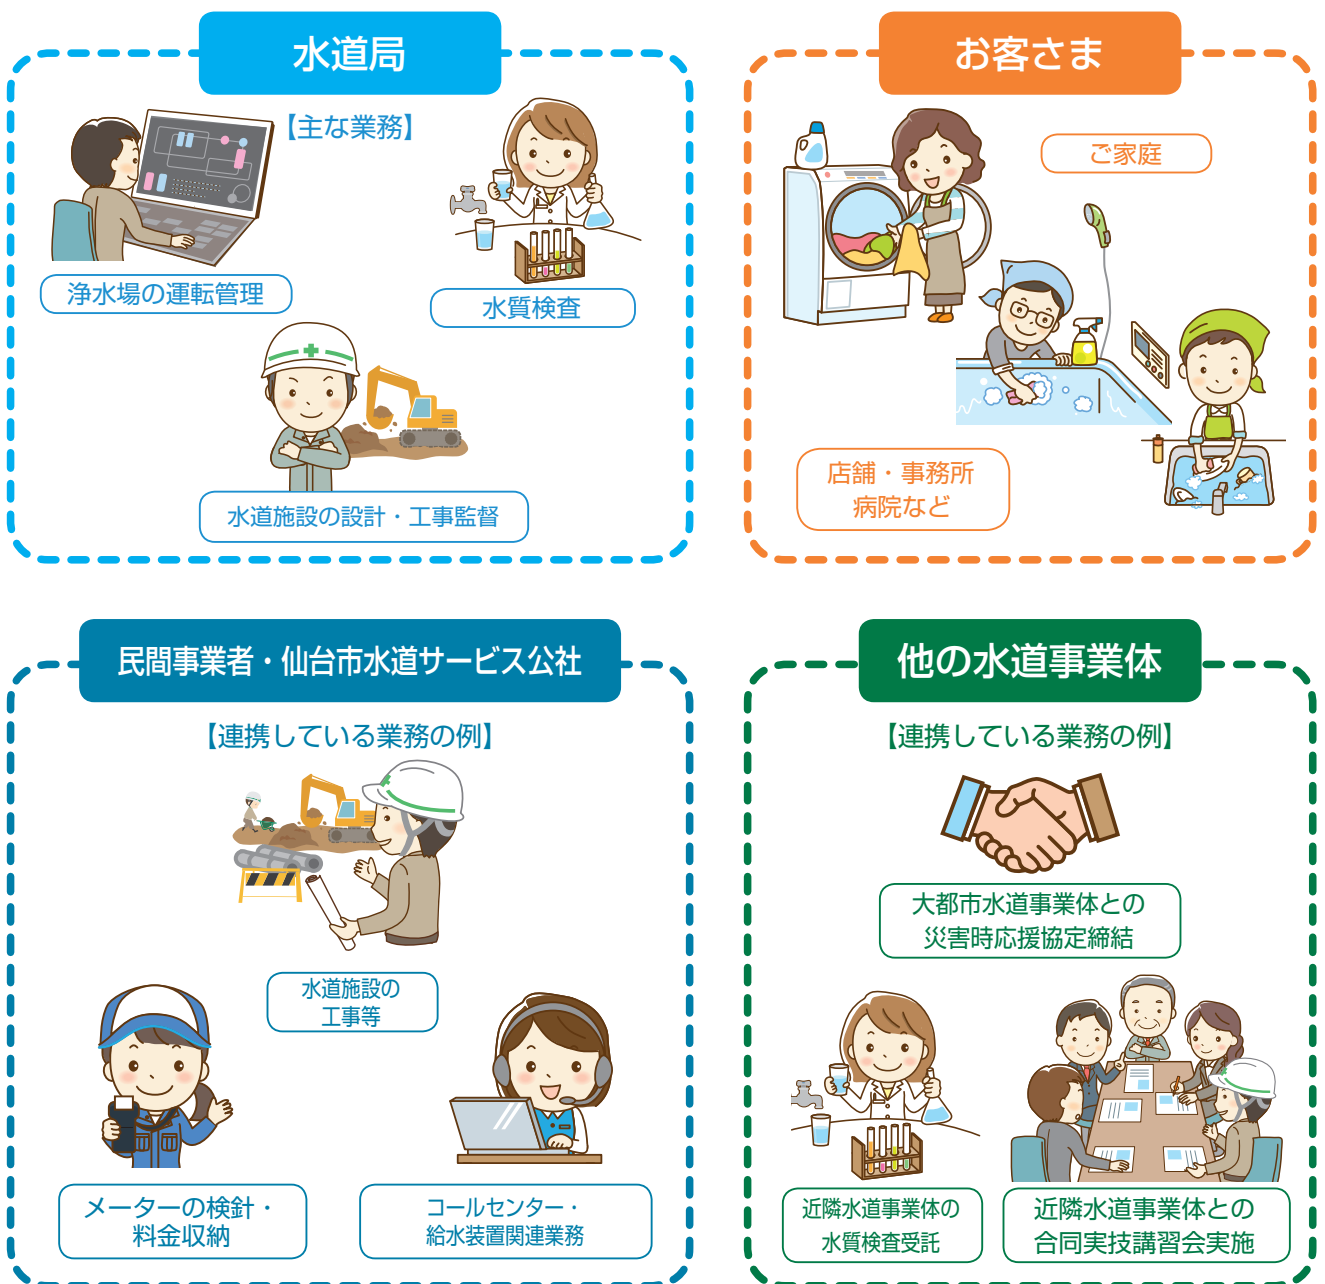 水道局
【主な業務】
浄水場の運転管理
水質検査
水道施設の設計・工事監督
お客さま
ご家庭
店舗・事務所
病院など
民間事業者・仙台市水道サービス公社
【連携している業務の例】
水道施設の
工事等
メーターの検針・
料金収納
コールセンター・
給水装置関連業務
他の水道事業体
【連携している業務の例】
大都市水道事業体との
災害時応援協定締結
近隣水道事業体の
水質検査受託
近隣水道事業体との
合同実技講習会実施